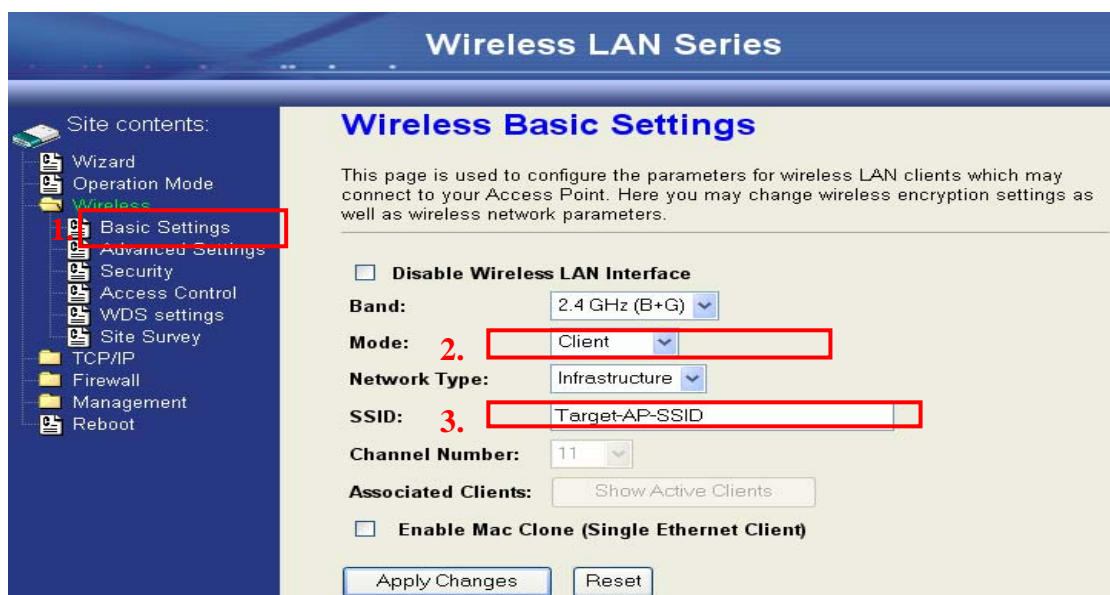 Wireless LAN Series
Site contents:
Wizard
Operation Mode
Wireless
1. Basic Settings
Advanced Settings
Security
Access Control
WDS settings
Site Survey
TCP/IP
Firewall
Management
Reboot
Wireless Basic Settings
This page is used to configure the parameters for wireless LAN clients which may
connect to your Access Point. Here you may change wireless encryption settings as
well as wireless network parameters.
Disable Wireless LAN Interface
Band: 2.4 GHz (B+G)
Mode: 2. Client
Network Type: Infrastructure
SSID: 3. Target-AP-SSID
Channel Number: 11
Associated Clients: Show Active Clients
Enable Mac Clone (Single Ethernet Client)
Apply Changes Reset